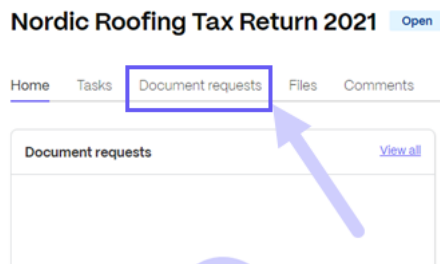 Nordic Roofing Tax Return 2021 Open
Home Tasks Document requests Files Comments
Document requests View all